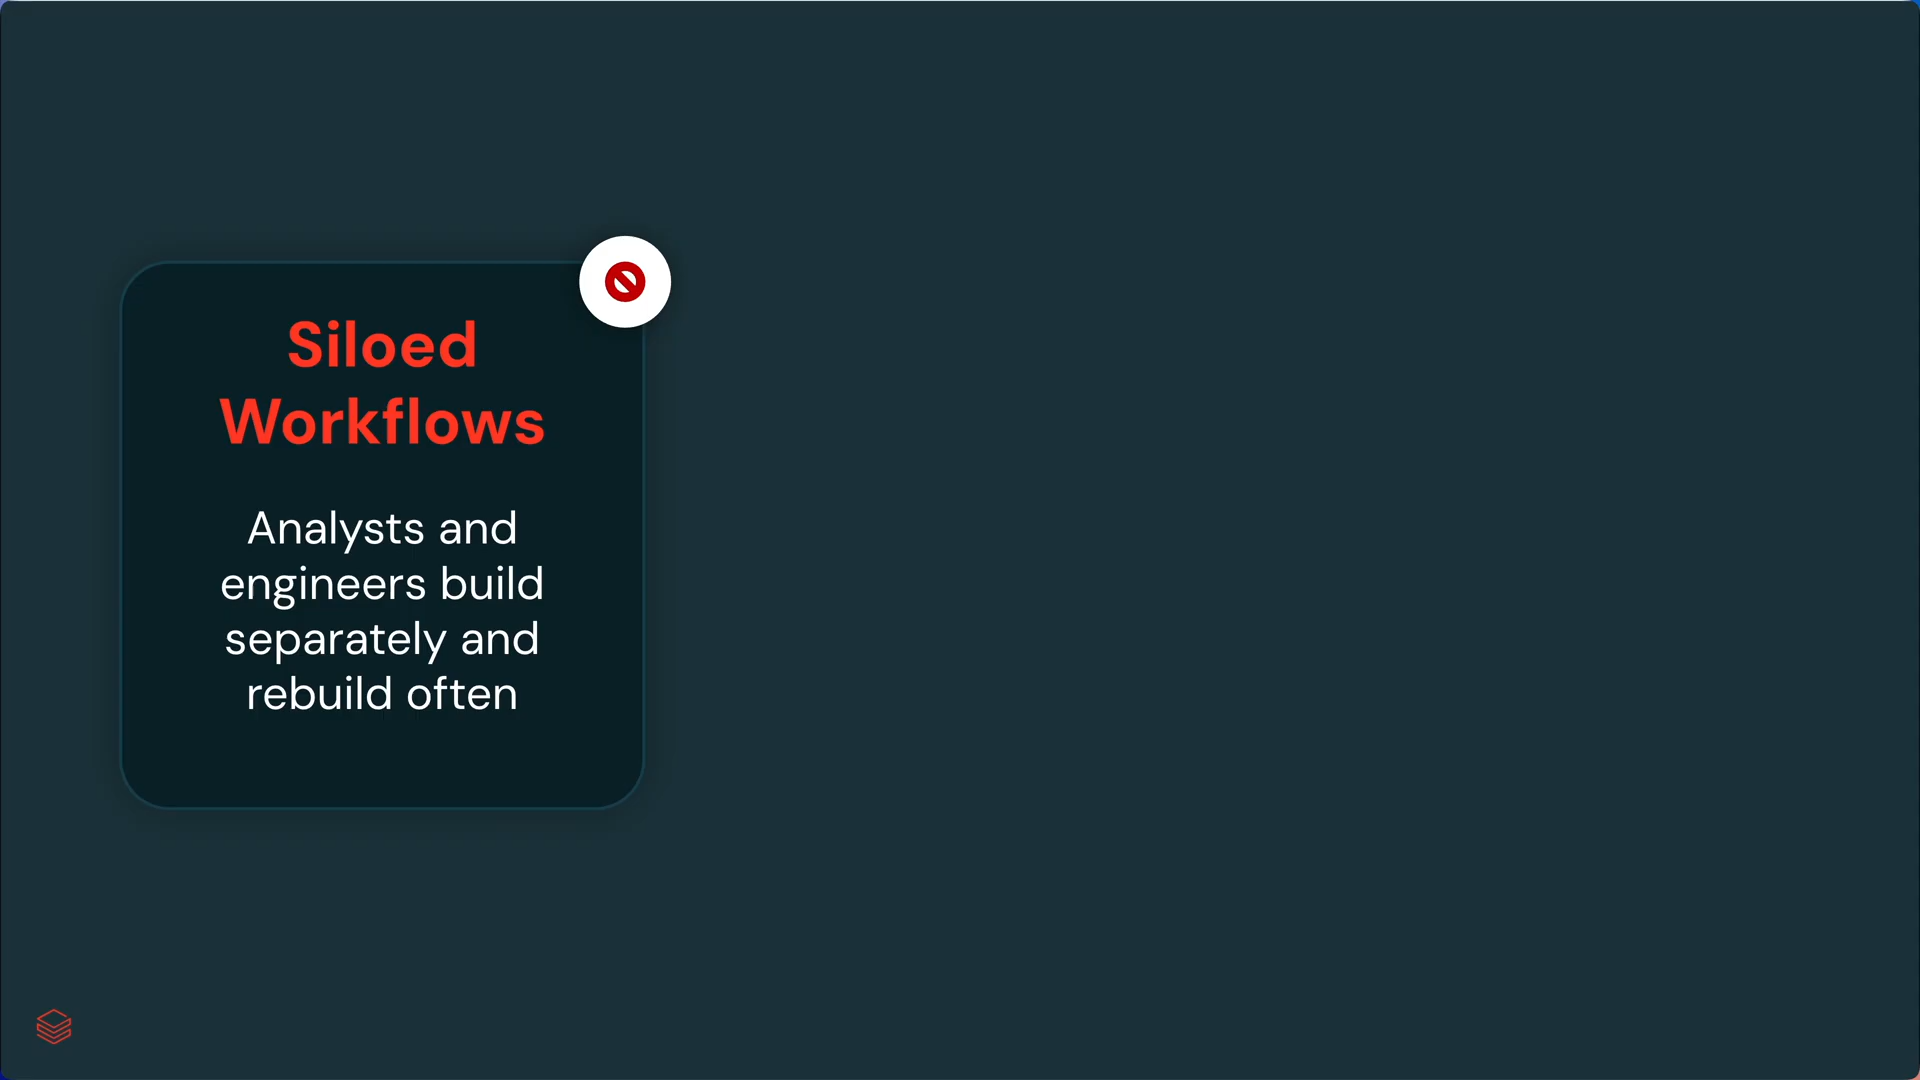 Siloed
Workflows
Analysts and
engineers build
separately and
rebuild often